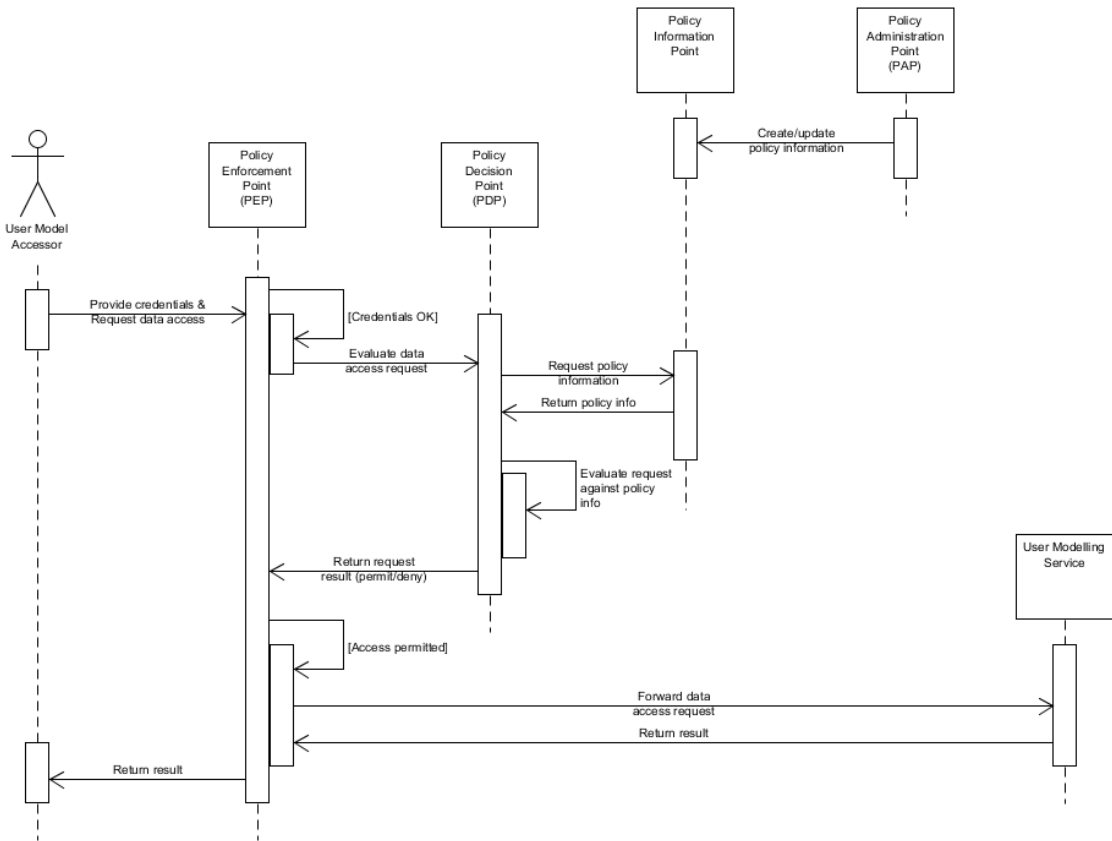 Policy
Information
Point
Policy
Administration
Point
(PAP)
Create/update
policy information
User Model
Accessor
Policy
Enforcement
Point
(PEP)
Policy
Decision
Point
(PDP)
Provide credentials &
Request data access
[Credentials OK]
Evaluate data
access request
Request policy
information
Return policy info
Evaluate request
against policy
info
Return request
result (permit/deny)
User Modelling
Service
[Access permitted]
Forward data
access request
Return result
Return result